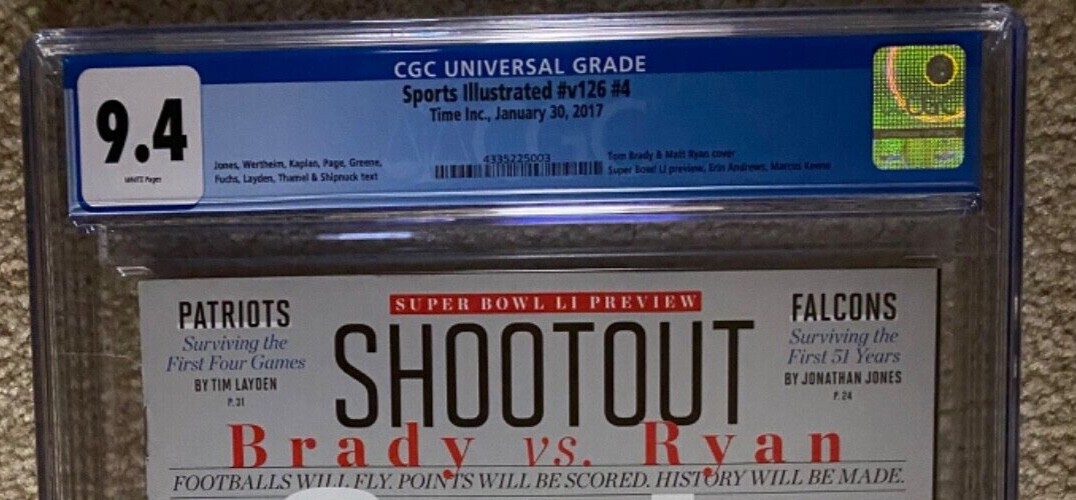 CGC UNIVERSAL GRADE
Sports Illustrated #v126 #4
Time Inc., January 30, 2017
9.4
WHITE Pages
Jones, Wertheim, Kaplan, Page, Greene,
Fuchs, Layden, Thamel & Shipnuck text
4335225003
Tom Brady & Matt Ryan cover
Super Bowl LI preview, Erin Andrews, Marcus Keene
CGC
PATRIOTS
Surviving the
First Four Games
BY TIM LAYDEN
P. 31
SUPER BOWL LI PREVIEW
SHOOTOUT
Brady vs. Ryan
FALCONS
Surviving the
First 51 Years
BY JONATHAN JONES
P. 24
FOOTBALLS WILL FLY. POINTS WILL BE SCORED. HISTORY WILL BE MADE.